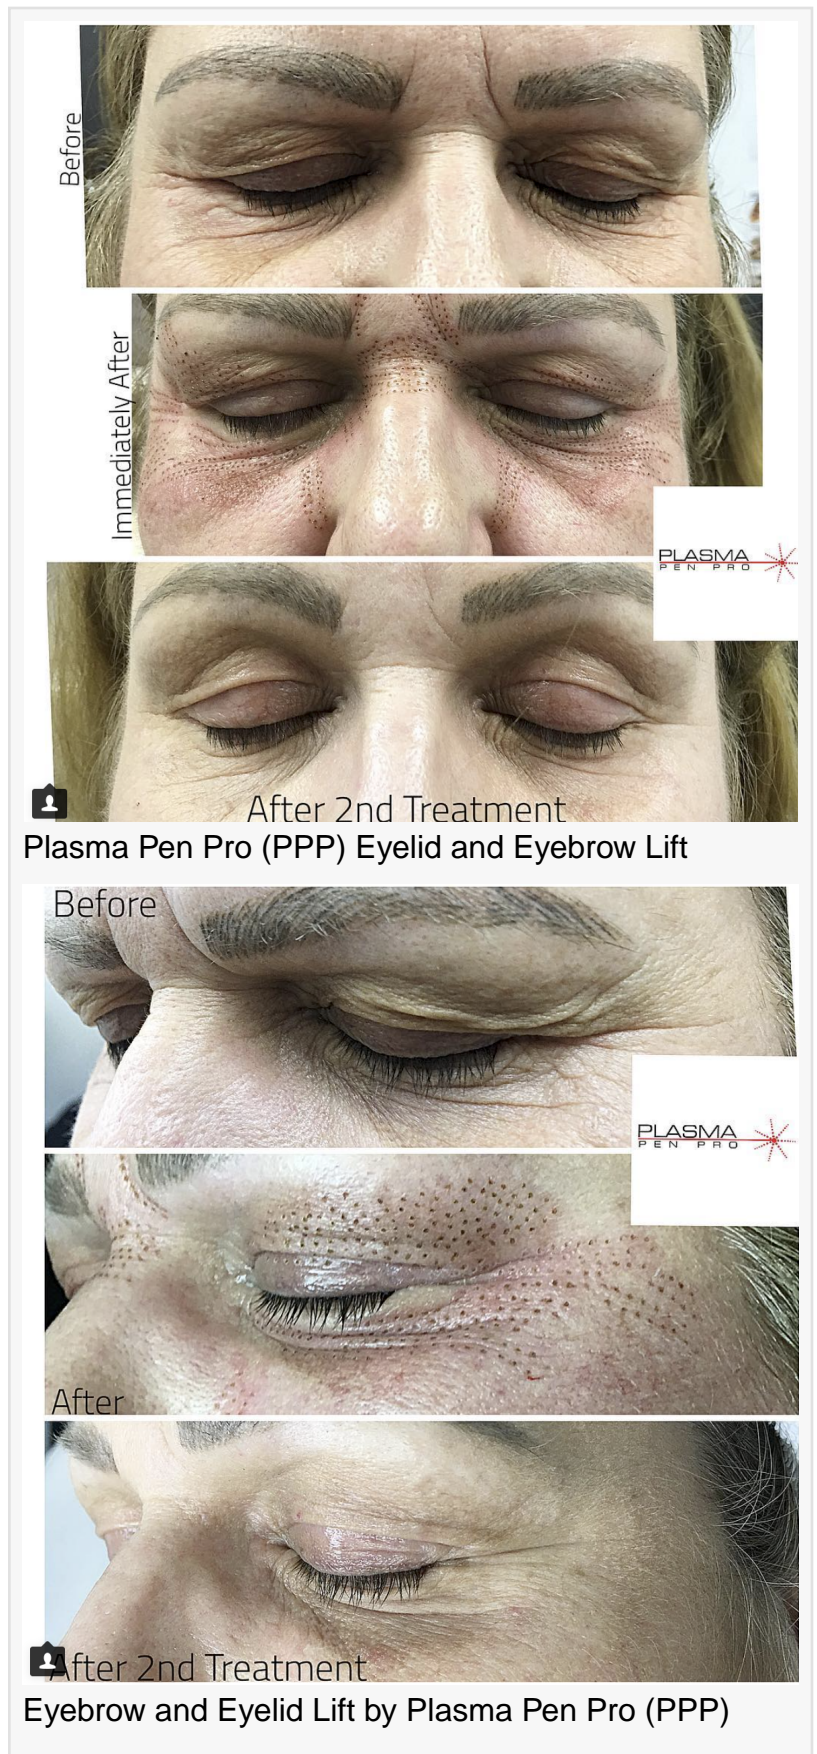 Before
Immediately After
PLASMA
PEN PRO
After 2nd Treatment
Plasma Pen Pro (PPP) Eyelid and Eyebrow Lift
Before
PLASMA
PEN PRO
After
After 2nd Treatment
Eyebrow and Eyelid Lift by Plasma Pen Pro (PPP)